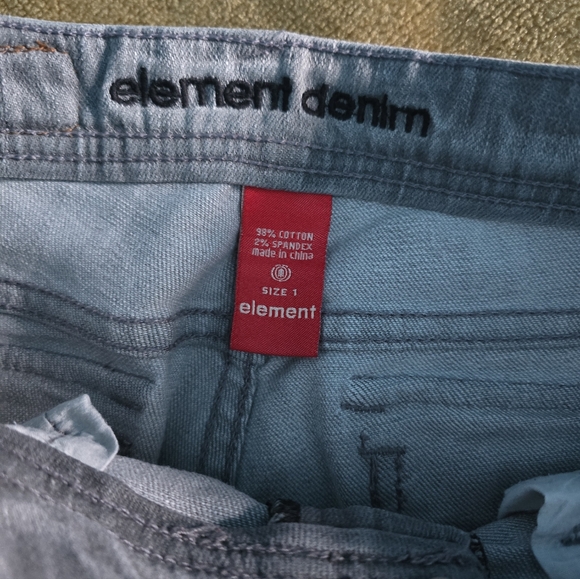 element denim
98% COTTON
2% SPANDEX
made in china
SIZE 1
element